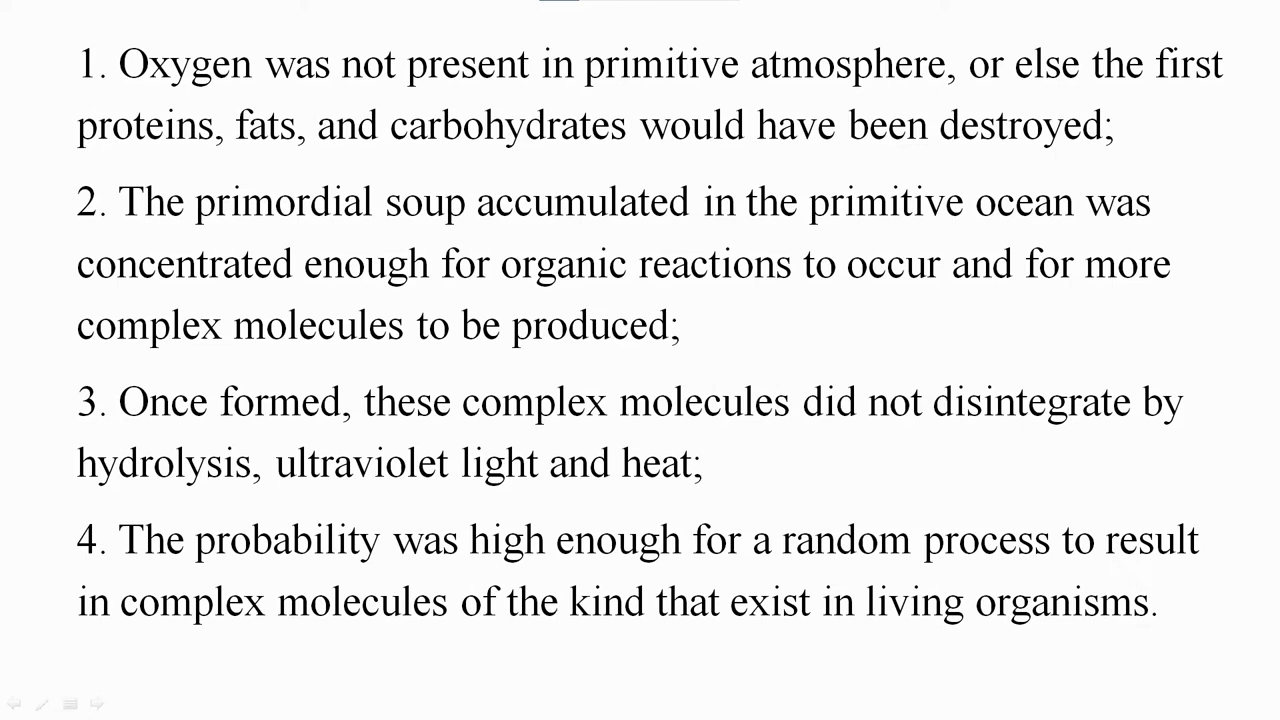 1. Oxygen was not present in primitive atmosphere, or else the first
proteins, fats, and carbohydrates would have been destroyed;
2. The primordial soup accumulated in the primitive ocean was
concentrated enough for organic reactions to occur and for more
complex molecules to be produced;
3. Once formed, these complex molecules did not disintegrate by
hydrolysis, ultraviolet light and heat;
4. The probability was high enough for a random process to result
in complex molecules of the kind that exist in living organisms.